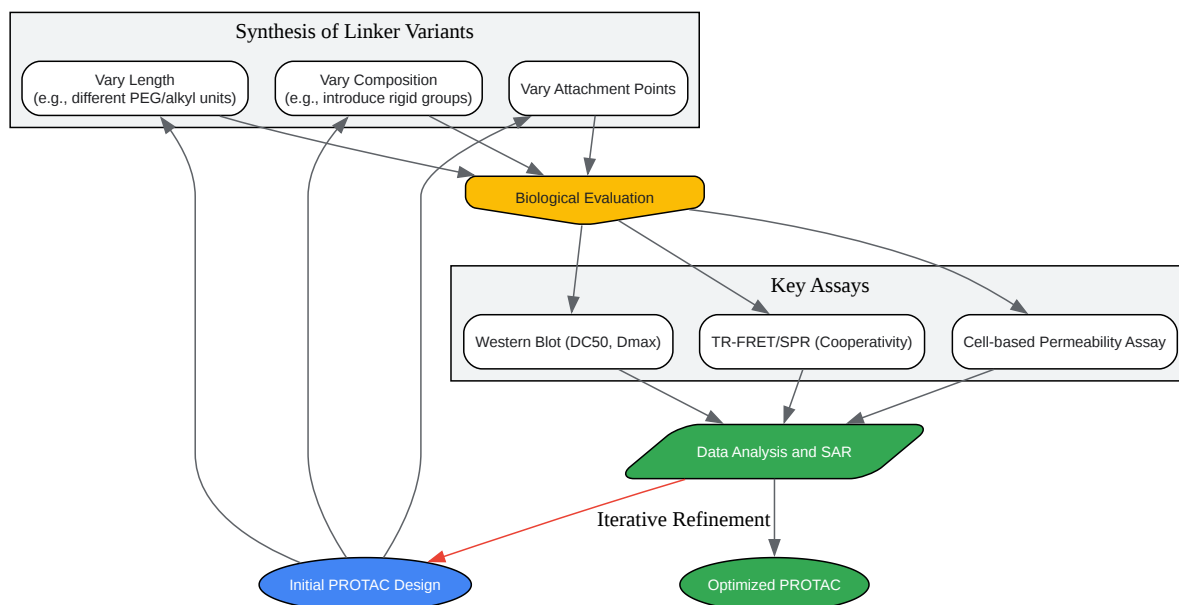 Synthesis of Linker Variants
Vary Length
(e.g., different PEG/alkyl units)
Vary Composition
(e.g., introduce rigid groups)
Vary Attachment Points
Biological Evaluation
Key Assays
Western Blot (DC50, Dmax)
TR-FRET/SPR (Cooperativity)
Cell-based Permeability Assay
Data Analysis and SAR
Iterative Refinement
Initial PROTAC Design
Optimized PROTAC